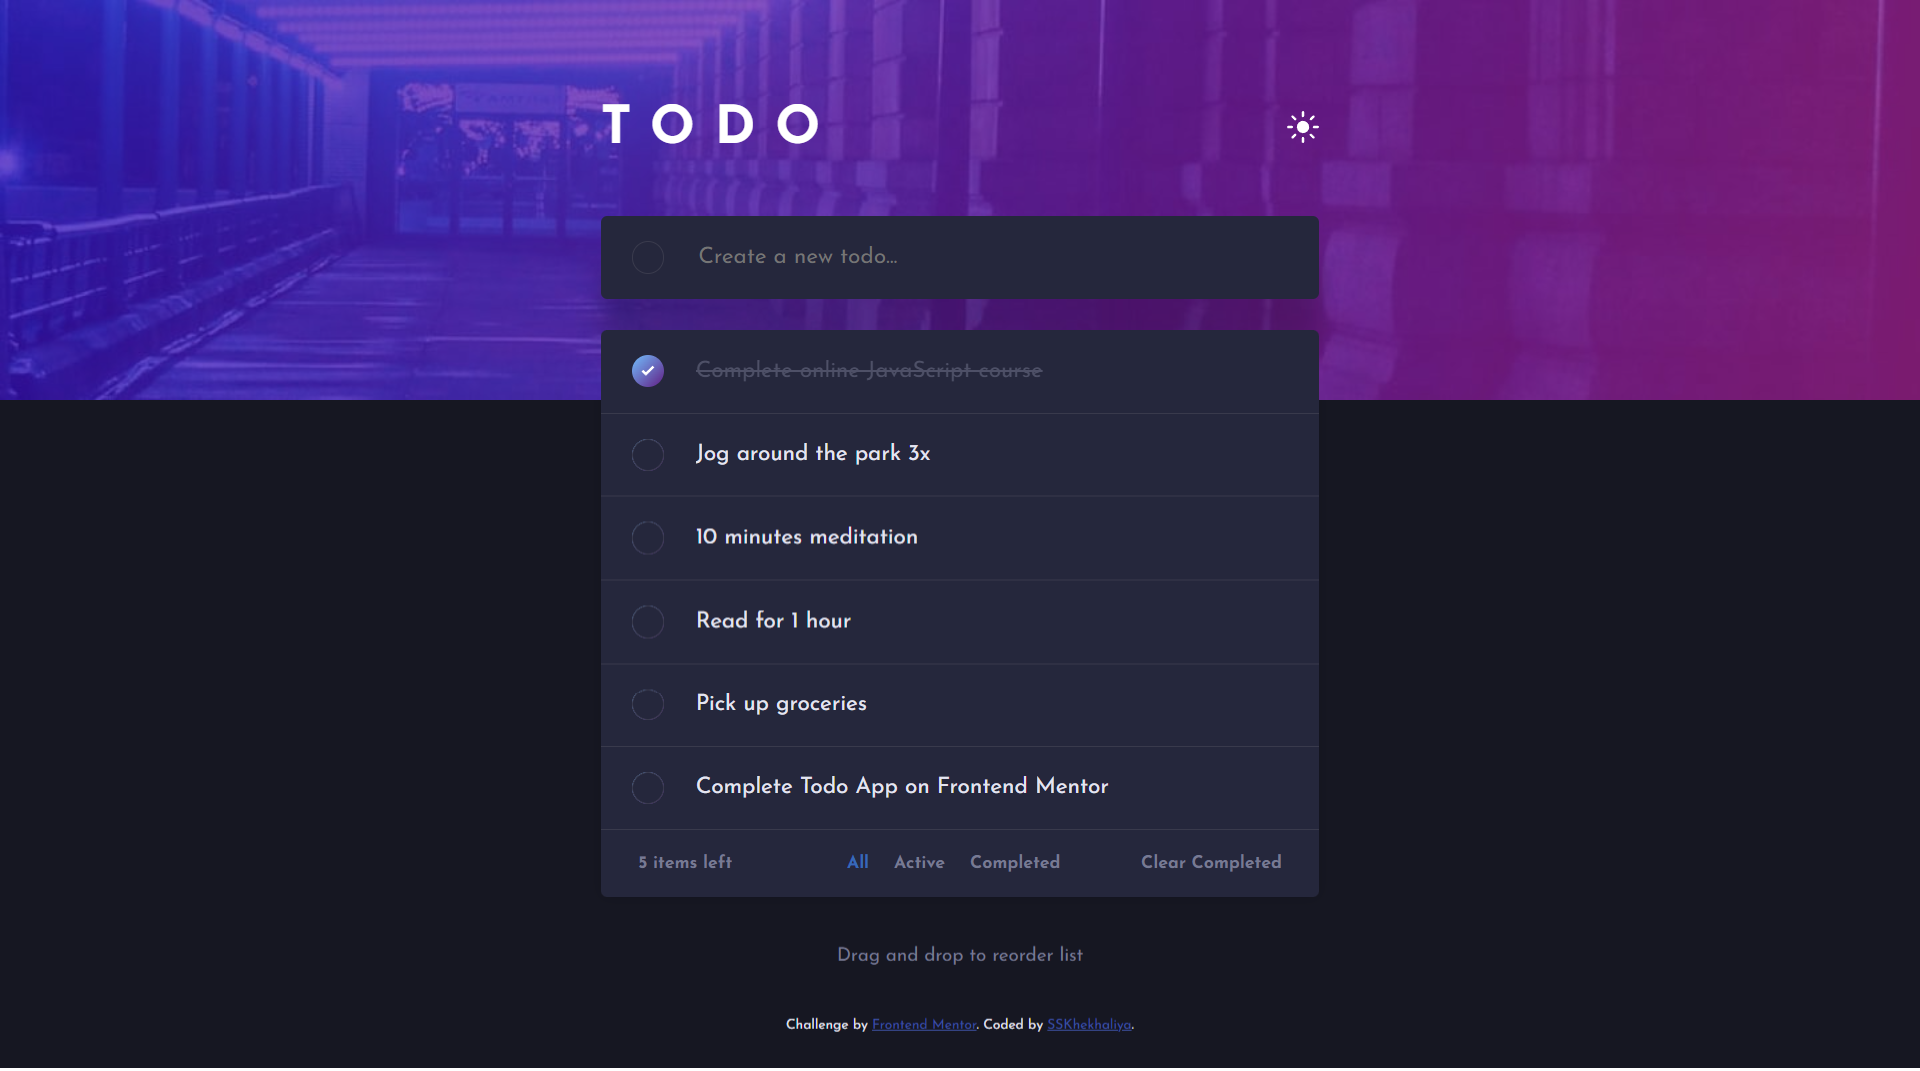 TODO
Create a new todo...
Complete online JavaScript course
Jog around the park 3x
10 minutes meditation
Read for 1 hour
Pick up groceries
Complete Todo App on Frontend Mentor
5 items left All Active Completed Clear Completed
Drag and drop to reorder list
Challenge by Frontend Mentor. Coded by SSKhekhaliya.